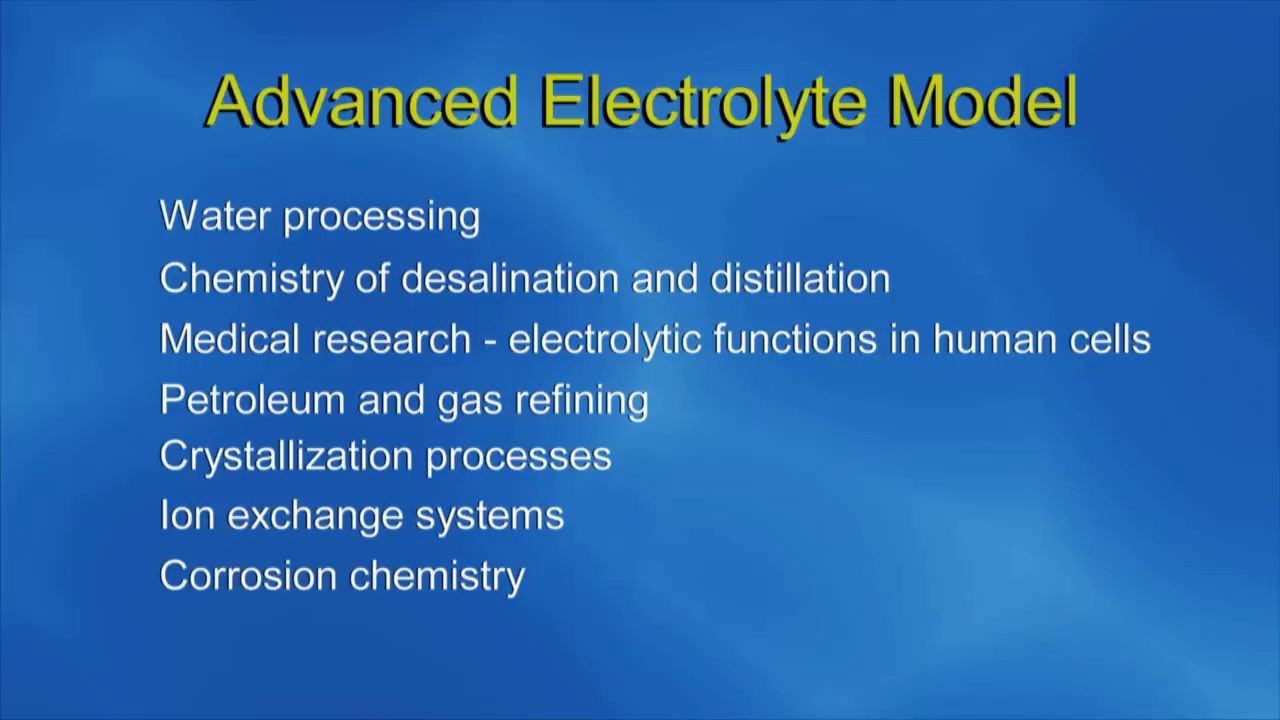 Advanced Electrolyte Model
Water processing
Chemistry of desalination and distillation
Medical research - electrolytic functions in human cells
Petroleum and gas refining
Crystallization processes
Ion exchange systems
Corrosion chemistry